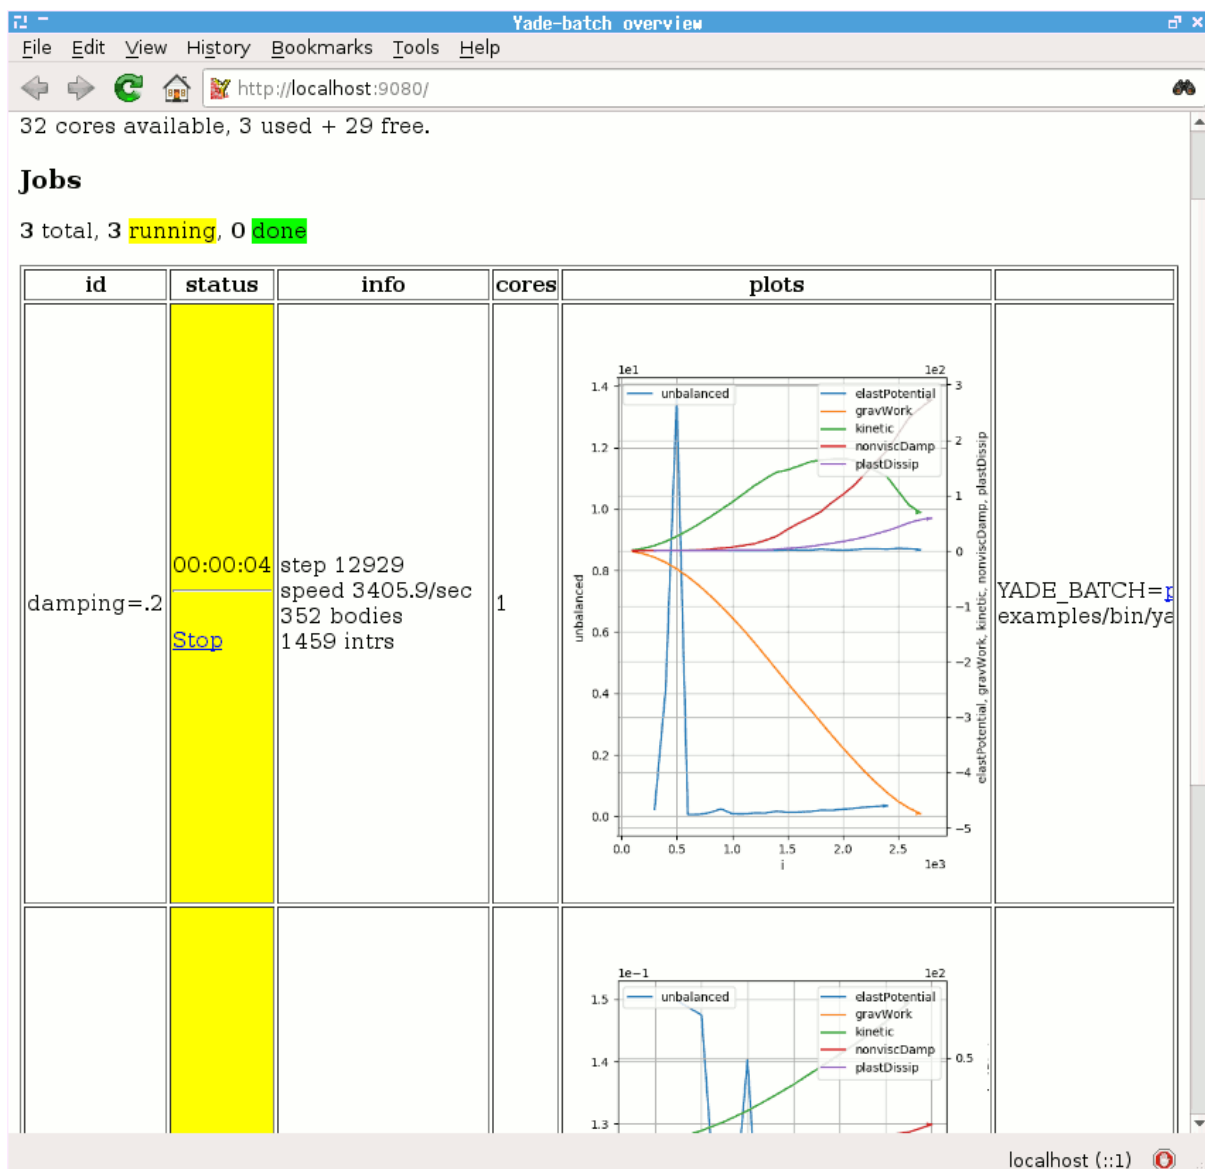 Yade-batch overview
File Edit View History Bookmarks Tools Help
http://localhost:9080/
32 cores available, 3 used + 29 free.
Jobs
3 total, 3 running, 0 done
id status info cores plots
damping=.2
00:00:04
Stop
step 12929
speed 3405.9/sec
352 bodies
1459 intrs
1
1e1 1e2
unbalanced
elastPotential
gravWork
kinetic
nonviscDamp
plastDissip
1.4
1.2
1.0
0.8
0.6
0.4
0.2
0.0
unbalanced
3
2
1
0
−1
−2
−3
−4
−5
elastPotential, gravWork, kinetic, nonviscDamp, plastDissip
0.0 0.5 1.0 1.5 2.0 2.5
1e3
i
YADE_BATCH=p
examples/bin/ya
1e−1 1e2
unbalanced
elastPotential
gravWork
kinetic
nonviscDamp
plastDissip
1.5
1.4
1.3
0.5
localhost (::1)